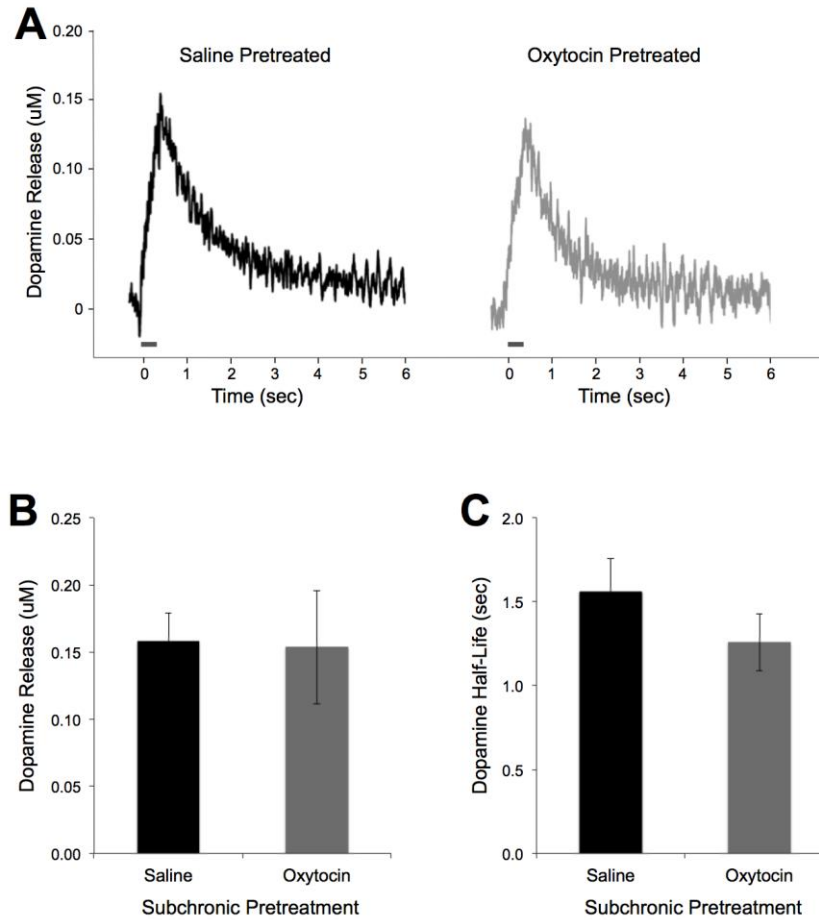 A
Saline Pretreated
Oxytocin Pretreated
Dopamine Release (uM)
0.20
0.15
0.10
0.05
0
0 1 2 3 4 5 6
0 1 2 3 4 5 6
Time (sec)
Time (sec)
B
Dopamine Release (uM)
0.25
0.20
0.15
0.10
0.05
0.00
Saline Oxytocin
Subchronic Pretreatment
C
Dopamine Half-Life (sec)
2.0
1.5
1.0
0.5
0.0
Saline Oxytocin
Subchronic Pretreatment